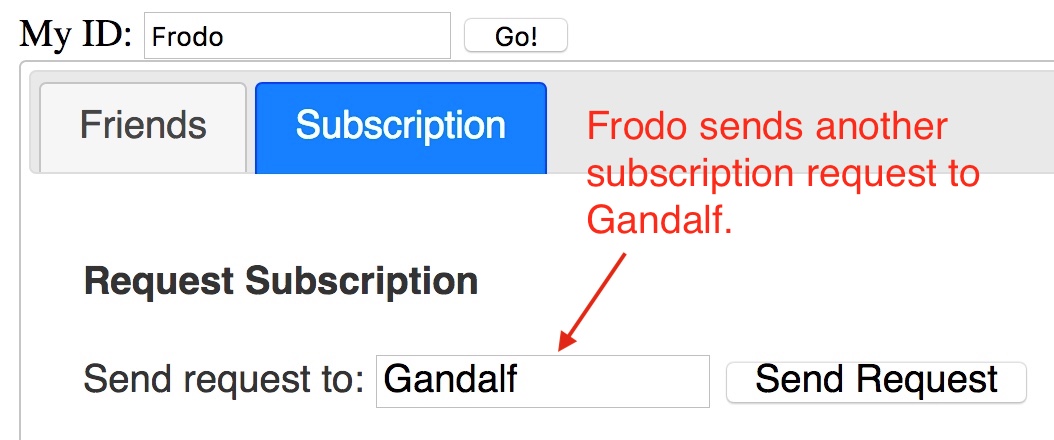 My ID: Frodo Go!
Friends Subscription
Frodo sends another
subscription request to
Gandalf.
Request Subscription
Send request to: Gandalf Send Request